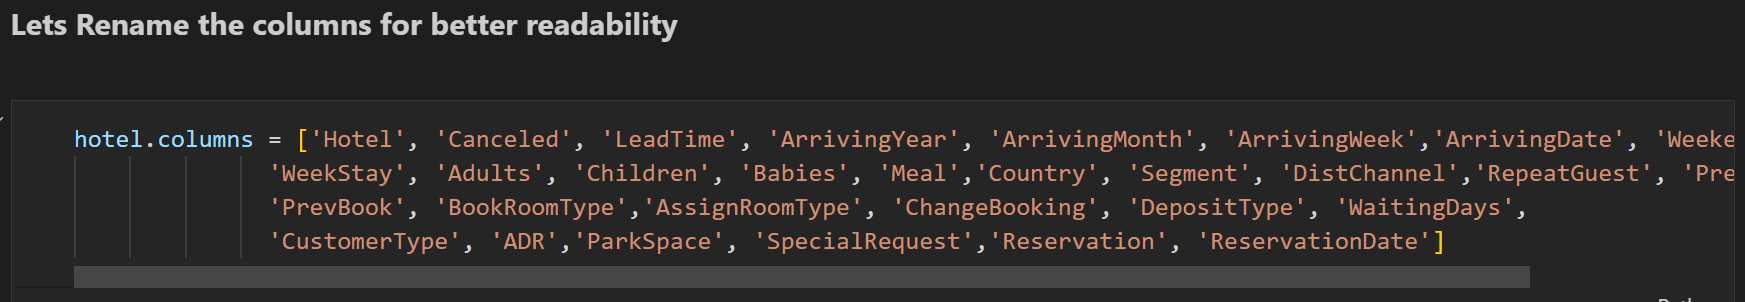 Lets Rename the columns for better readability
hotel.columns = ['Hotel', 'Canceled', 'LeadTime', 'ArrivingYear', 'ArrivingMonth', 'ArrivingWeek','ArrivingDate', 'Weeke
'WeekStay', 'Adults', 'Children', 'Babies', 'Meal','Country', 'Segment', 'DistChannel','RepeatGuest', 'Pre
'PrevBook', 'BookRoomType','AssignRoomType', 'ChangeBooking', 'DepositType', 'WaitingDays',
'CustomerType', 'ADR','ParkSpace', 'SpecialRequest','Reservation', 'ReservationDate']